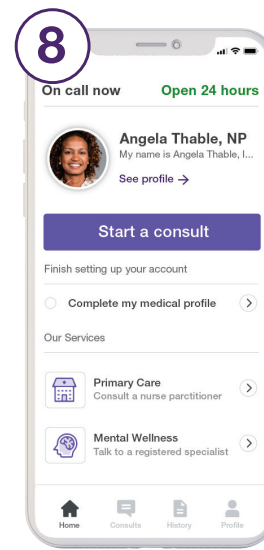 8
On call now
Open 24 hours
Angela Thable, NP
My name is Angela Thable, I...
See profile →
Start a consult
Finish setting up your account
Complete my medical profile
Our Services
Primary Care
Consult a nurse parctitioner
Mental Wellness
Talk to a registered specialist
Home
Consults
History
Profile